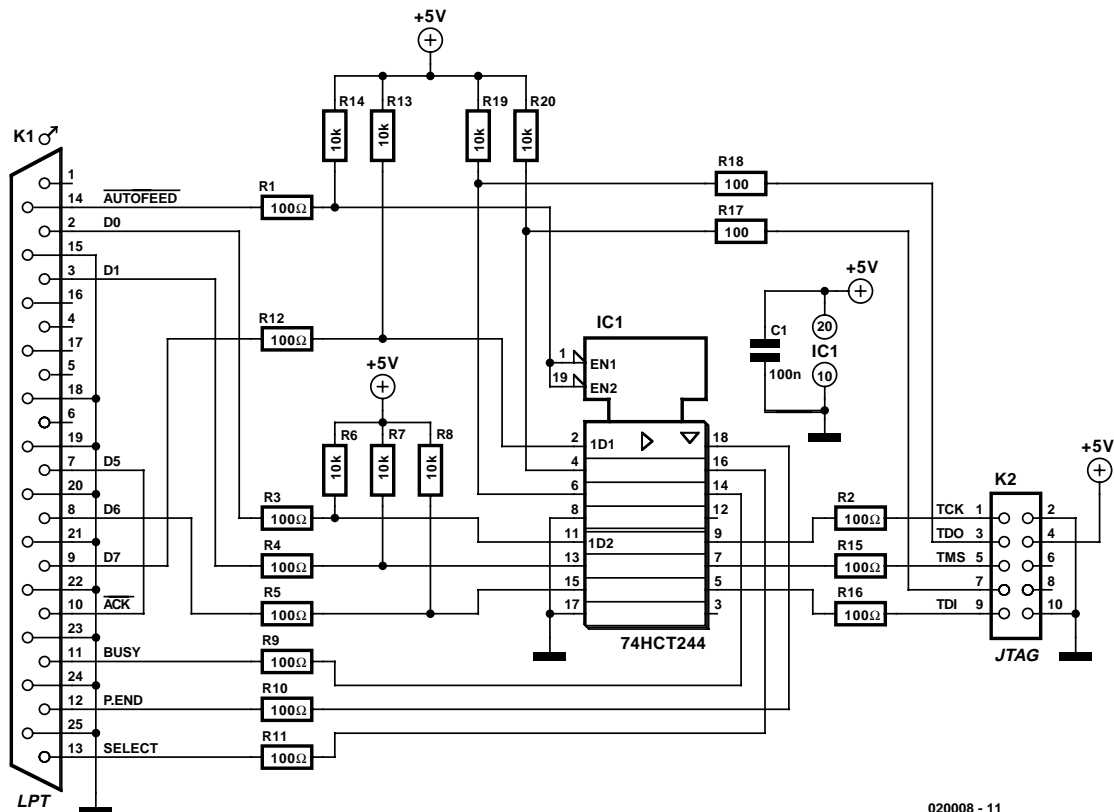 +5V
R14
10k
R13
10k
R19
10k
R20
10k
K1
R18
100
R17
100
1
14 AUTOFEED
R1
100Ω
2 D0
15
3 D1
16
4
R12
100Ω
17
5
18
6
19
7 D5
20
8 D6
21
9 D7
22
10 ACK
23
11 BUSY
24
12 P.END
25
13 SELECT
LPT
+5V
R6
10k
R7
10k
R8
10k
R3
100Ω
R4
100Ω
R5
100Ω
R9
100Ω
R10
100Ω
R11
100Ω
IC1
1 EN1
19 EN2
2 1D1 18
4 16
6 14
8 12
11 1D2 9
13 7
15 5
17 3
74HCT244
+5V
C1
100n
20
IC1
10
R2
100Ω
R15
100Ω
R16
100Ω
+5V
K2
TCK 1 2
TDO 3 4
TMS 5 6
7 8
TDI 9 10
JTAG
020008 - 11